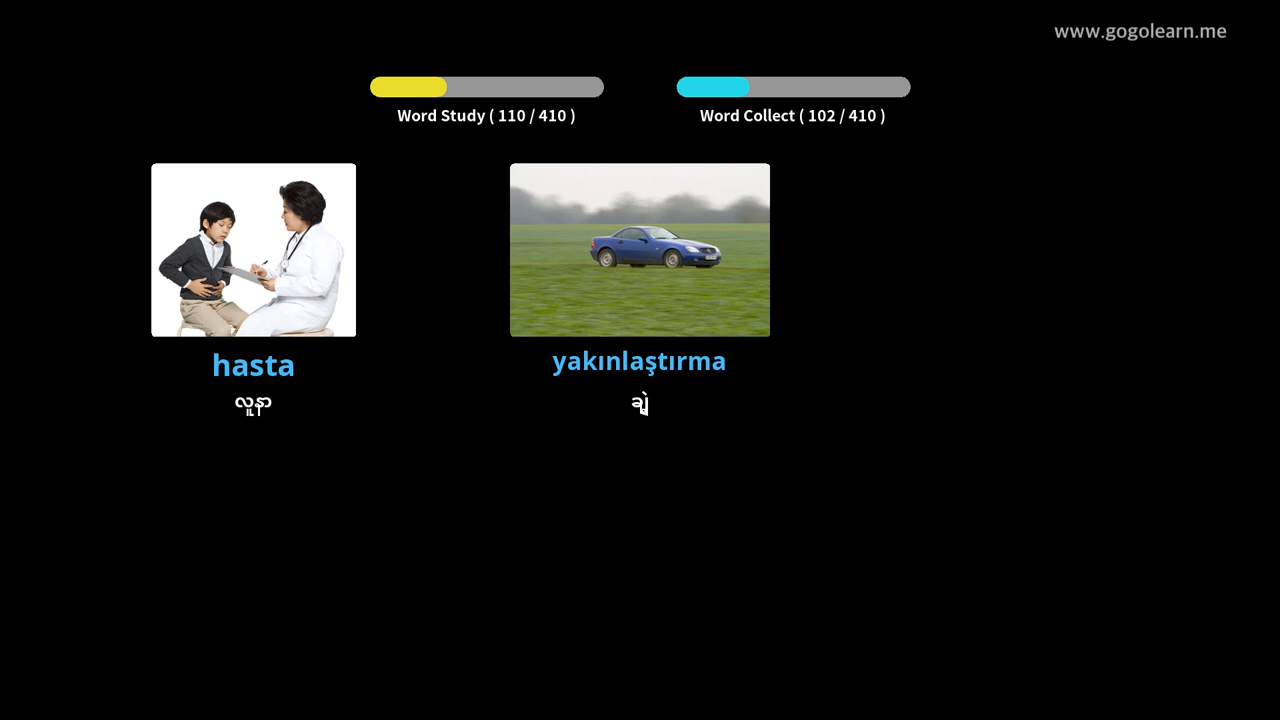 www.gogolearn.me
Word Study ( 110 / 410 )
Word Collect ( 102 / 410 )
hasta
လူနာ
yakınlaştırma
ချဲ့